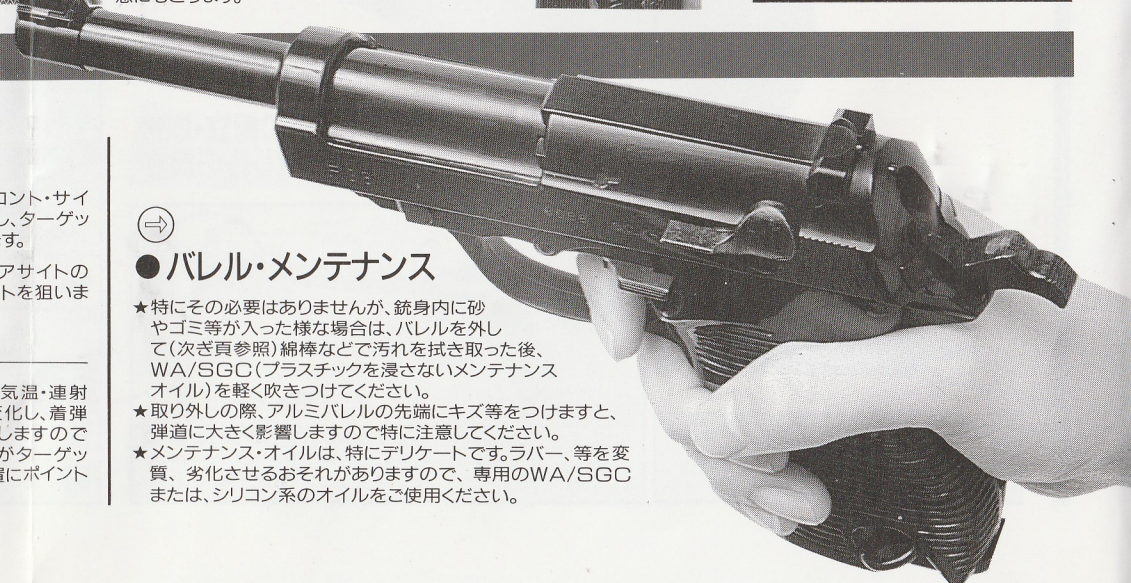 コント・サイ
し、ターゲッ
す。
アサイトの
トを狙いま
気温・連射
変化し、着弾
しますので
がターゲッ
置にポイント
●バレル・メンテナンス
★特にその必要はありませんが、銃身内に砂
やゴミ等が入った様な場合は、バレルを外し
て(次ぎ頁参照)綿棒などで汚れを拭き取った後、
WA/SGC(プラスチックを浸さないメンテナンス
オイル)を軽く吹きつけてください。
★取り外しの際、アルミバレルの先端にキズ等をつけますと、
弾道に大きく影響しますので特に注意してください。
★メンテナンス・オイルは、特にデリケートです。ラバー、等を変
質、劣化させるおそれがありますので、専用のWA/SGC
または、シリコン系のオイルをご使用ください。